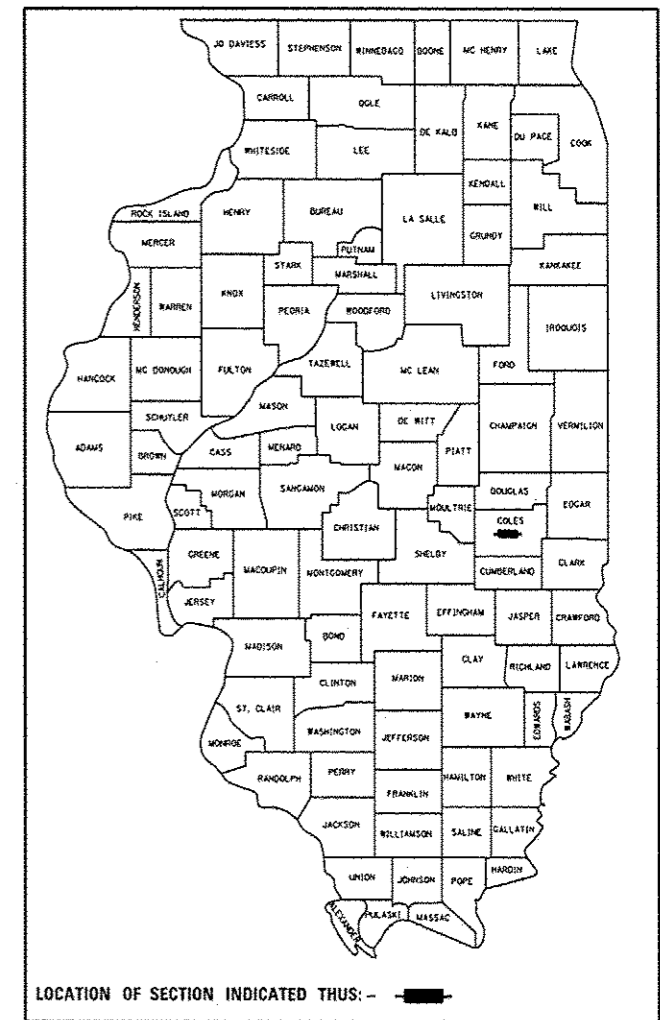 JO DAVIESS STEPHENSON WINNEBAGO BOONE MC HENRY LAKE
CARROLL OGLE DE KALB KANE DU PAGE COOK
WHITESIDE LEE KENDALL WILL
ROCK ISLAND HENRY BUREAU LA SALLE GRUNDY
MERCER PUTNAM KANKAKEE
STARK MARSHALL
HENDERSON WARREN KNOX PEORIA WOODFORD LIVINGSTON IROQUOIS
HANCOCK MC DONOUGH FULTON TAZEWELL MC LEAN FORD
SCHUYLER MASON LOGAN DE WITT CHAMPAIGN VERMILION
ADAMS BROWN CASS MENARD MACON PIATT
PIKE SCOTT MORGAN SANGAMON CHRISTIAN MOULTRIE DOUGLAS EDGAR
COLES
CALHOUN GREENE MACOUPIN MONTGOMERY SHELBY CUMBERLAND CLARK
JERSEY FAYETTE EFFINGHAM JASPER CRAWFORD
MADISON BOND CLAY RICHLAND LAWRENCE
CLINTON MARION
ST. CLAIR WASHINGTON JEFFERSON WAYNE EDWARDS WABASH
MONROE
RANDOLPH PERRY FRANKLIN HAMILTON WHITE
JACKSON WILLIAMSON SALINE GALLATIN
UNION JOHNSON POPE HARDIN
ALEXANDER PULASKI MASSAC
LOCATION OF SECTION INDICATED THUS: -